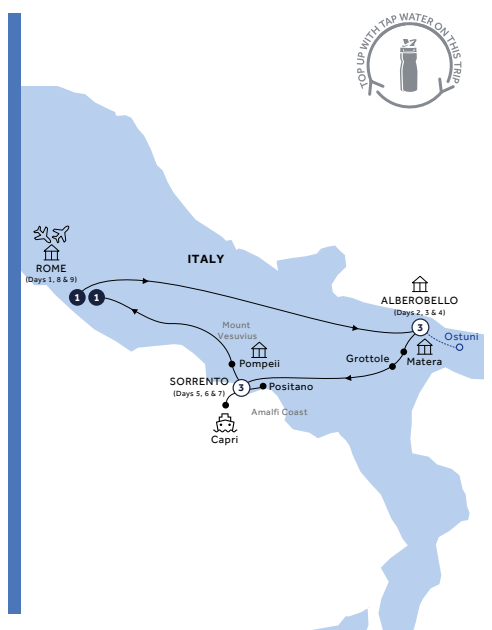 TOP UP WITH TAP WATER ON THIS TRIP
ROME
(Days 1, 8 & 9)
1
1
ITALY
ALBEROBELLO
(Days 2, 3 & 4)
3
Ostuni
Mount
Vesuvius
Pompeii
Grottole
Matera
SORRENTO
(Days 5, 6 & 7)
3
Positano
Amalfi Coast
Capri